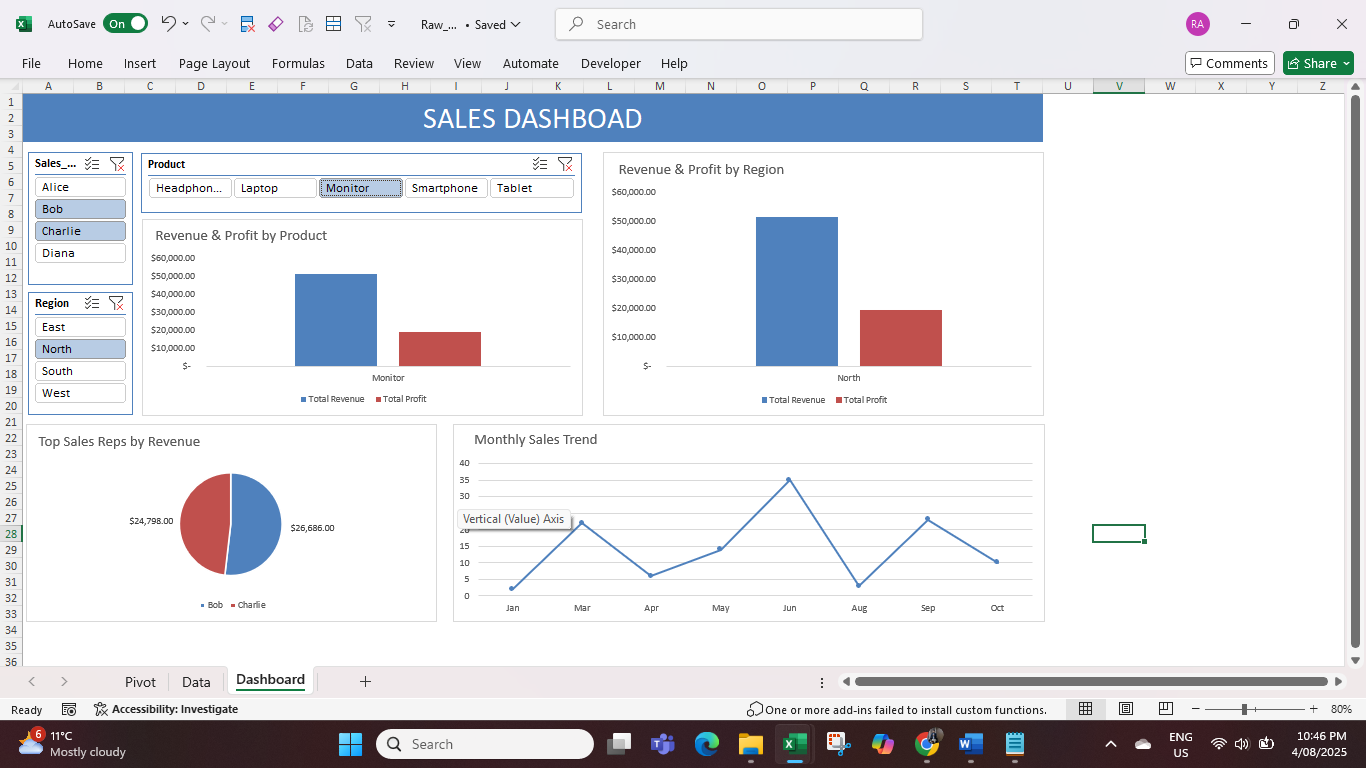 AutoSave On Raw_... • Saved Search RA
File Home Insert Page Layout Formulas Data Review View Automate Developer Help Comments Share
A B C D E F G H I J K L M N O P Q R S T U V W X Y Z
1
2
3
4
5
6
7
8
9
10
11
12
13
14
15
16
17
18
19
20
21
22
23
24
25
26
27
28
29
30
31
32
33
34
35
36
SALES DASHBOAD
Sales_...
Alice
Bob
Charlie
Diana
Product
Headphon... Laptop Monitor Smartphone Tablet
Region
East
North
South
West
Revenue & Profit by Product
$60,000.00
$50,000.00
$40,000.00
$30,000.00
$20,000.00
$10,000.00
$-
Monitor
Total Revenue Total Profit
Revenue & Profit by Region
$60,000.00
$50,000.00
$40,000.00
$30,000.00
$20,000.00
$10,000.00
$-
North
Total Revenue Total Profit
Top Sales Reps by Revenue
$24,798.00
$26,686.00
Bob Charlie
Monthly Sales Trend
40
35
30
Vertical (Value) Axis
20
15
10
5
0
Jan Mar Apr May Jun Aug Sep Oct
Pivot Data Dashboard
Ready Accessibility: Investigate One or more add-ins failed to install custom functions. 80%
6
11°C
Mostly cloudy
Search
ENG
US
10:46 PM
4/08/2025